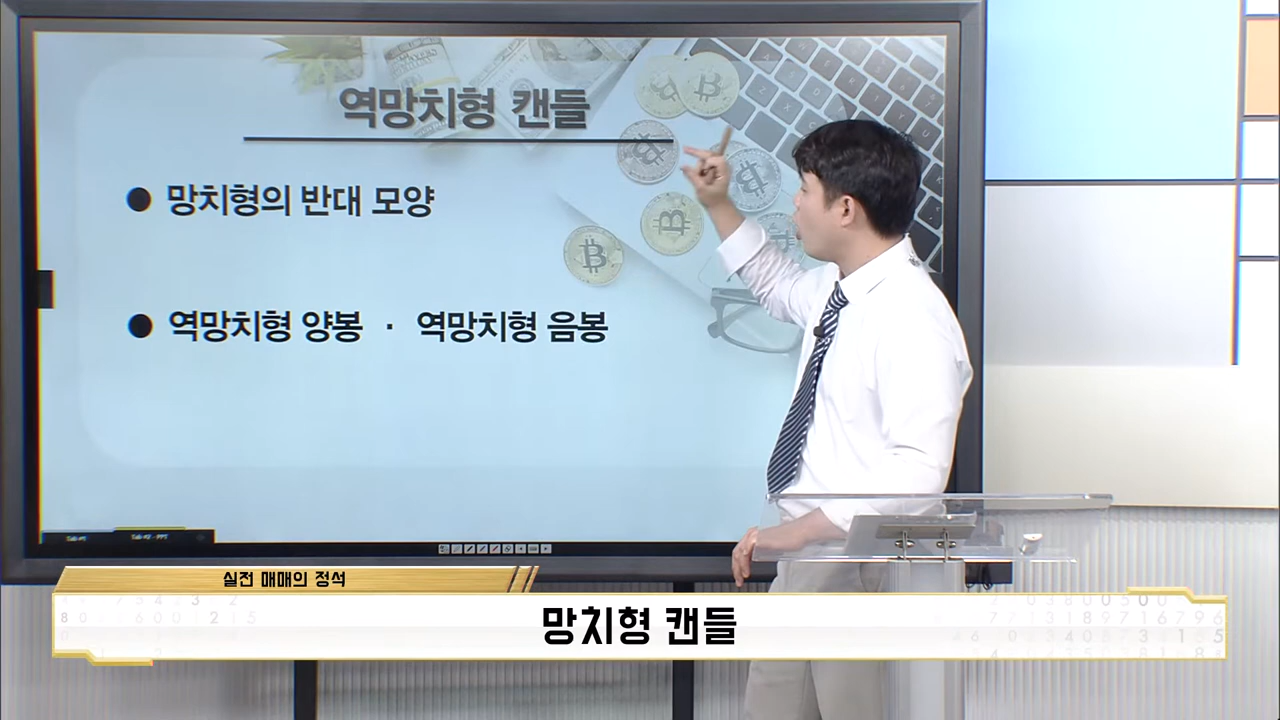 역망치형 캔들
● 망치형의 반대 모양
● 역망치형 양봉 · 역망치형 음봉
실전 매매의 정석
망치형 캔들